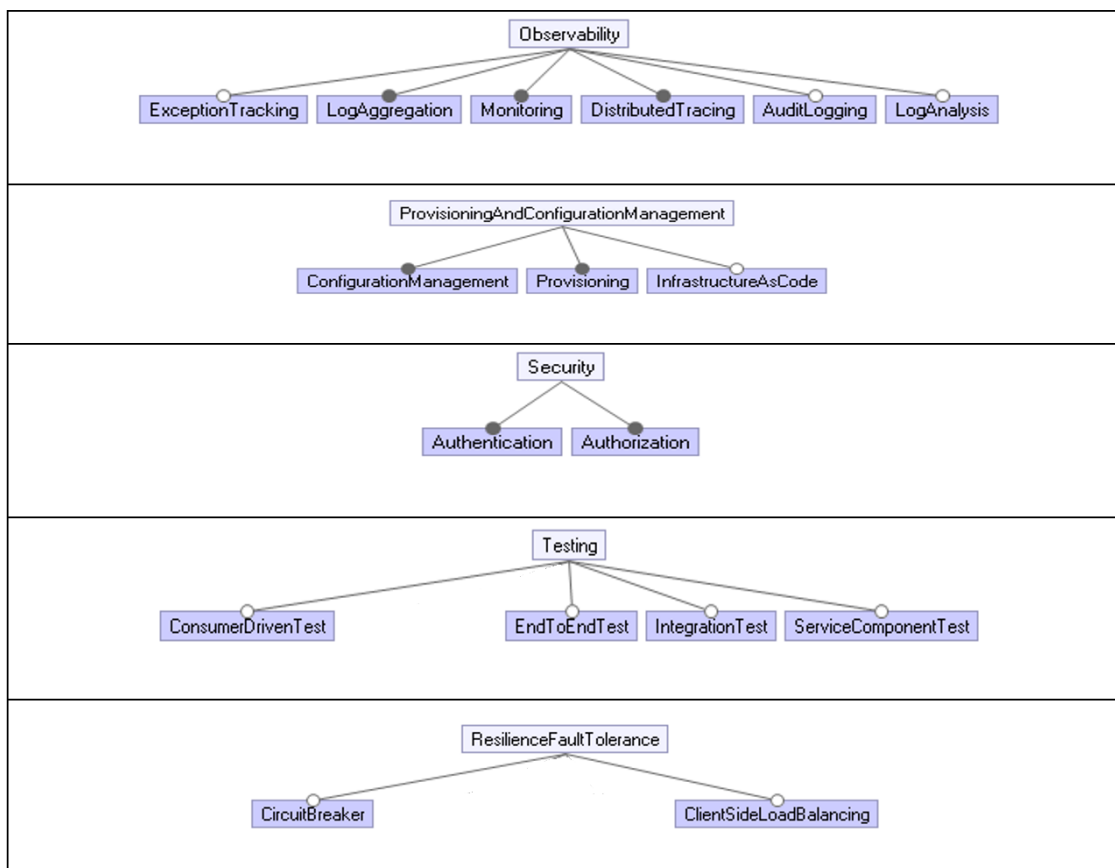 Observability
ExceptionTracking LogAggregation Monitoring DistributedTracing AuditLogging LogAnalysis
ProvisioningAndConfigurationManagement
ConfigurationManagement Provisioning InfrastructureAsCode
Security
Authentication Authorization
Testing
ConsumerDrivenTest EndToEndTest IntegrationTest ServiceComponentTest
ResilienceFaultTolerance
CircuitBreaker ClientSideLoadBalancing